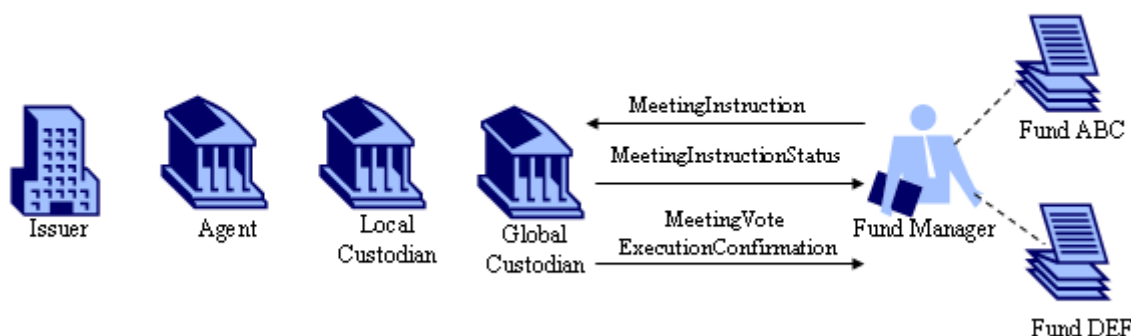 MeetingInstruction
Fund ABC
MeetingInstructionStatus
Issuer
Agent
Local
Custodian
Global
Custodian
MeetingVote
ExecutionConfirmation
Fund Manager
Fund DEF